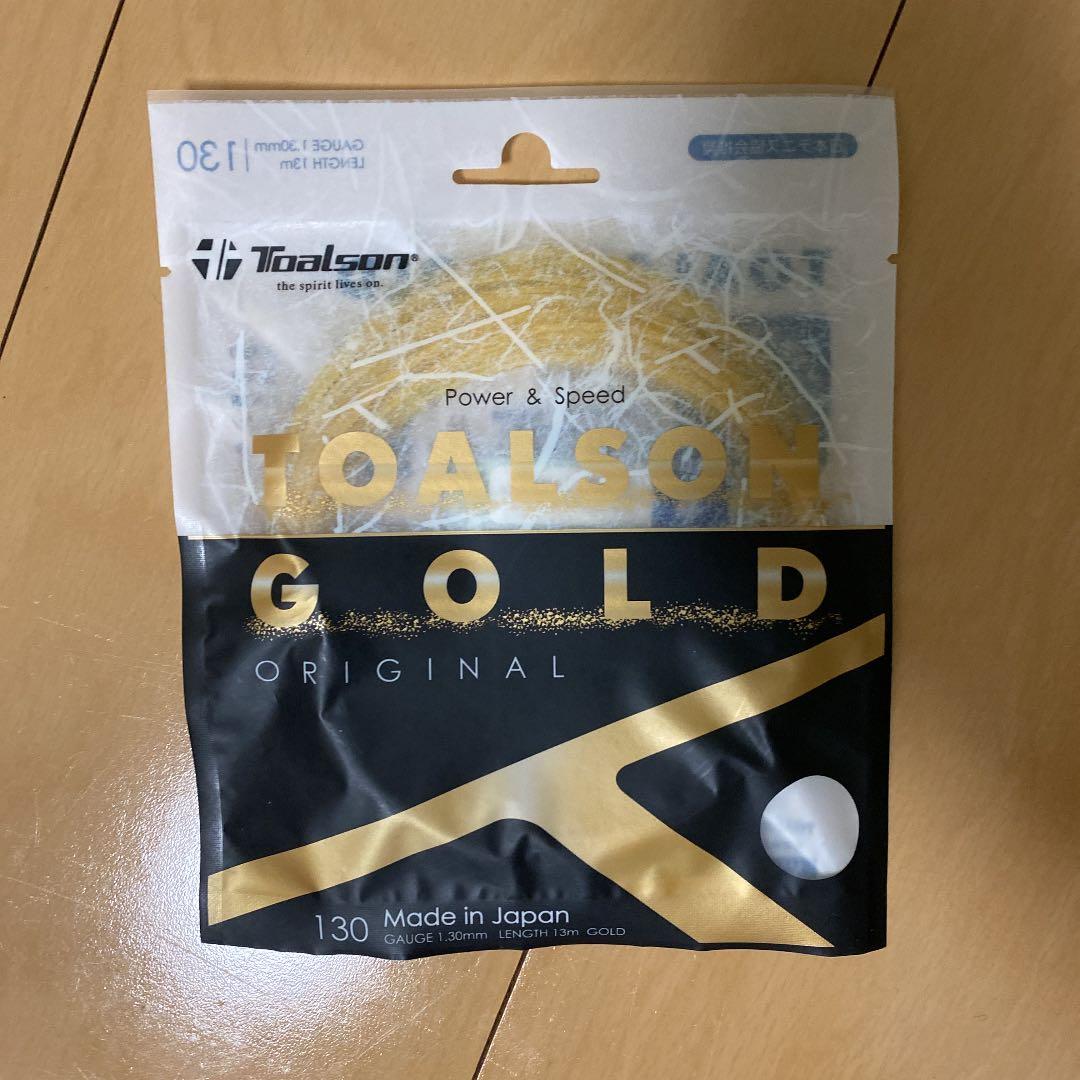 130
GAUGE 1.30mm
LENGTH 13m
Toalson®
the spirit lives on.
Power & Speed
TOALSON
GOLD
ORIGINAL
130
Made in Japan
GAUGE 1.30mm LENGTH 13m GOLD